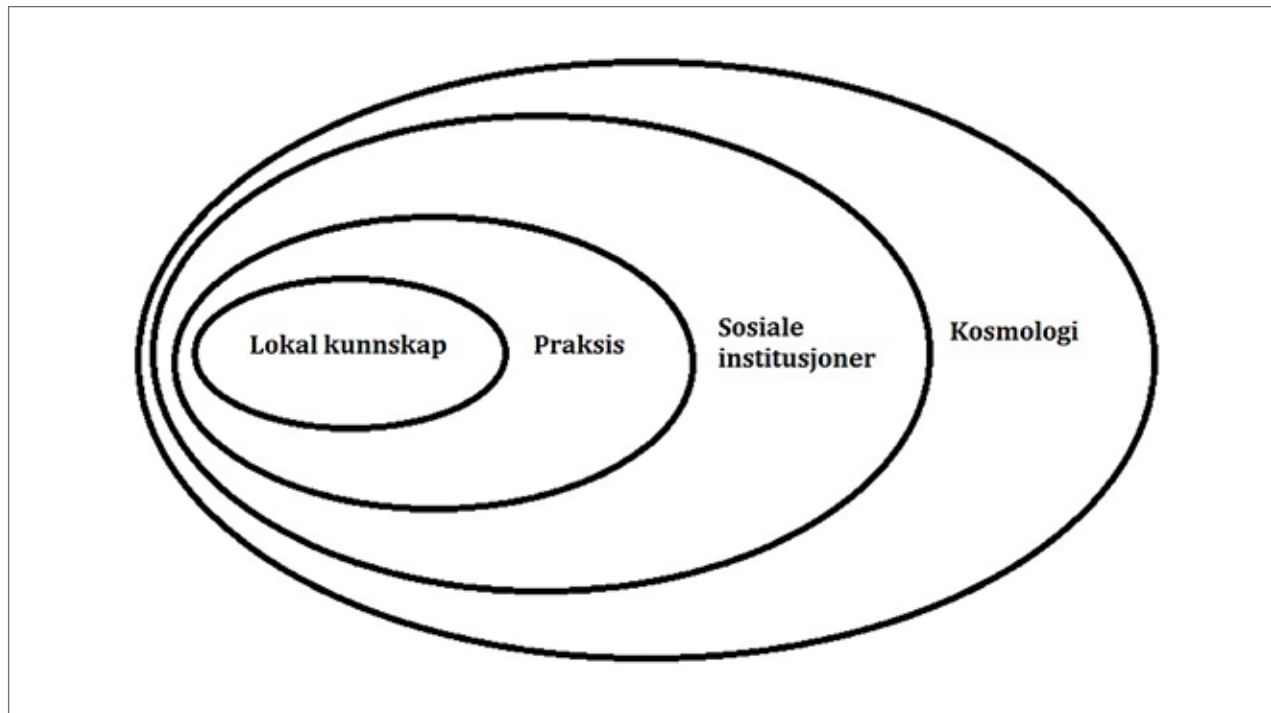 Lokal kunnskap
Praksis
Sosiale
institusjoner
Kosmologi